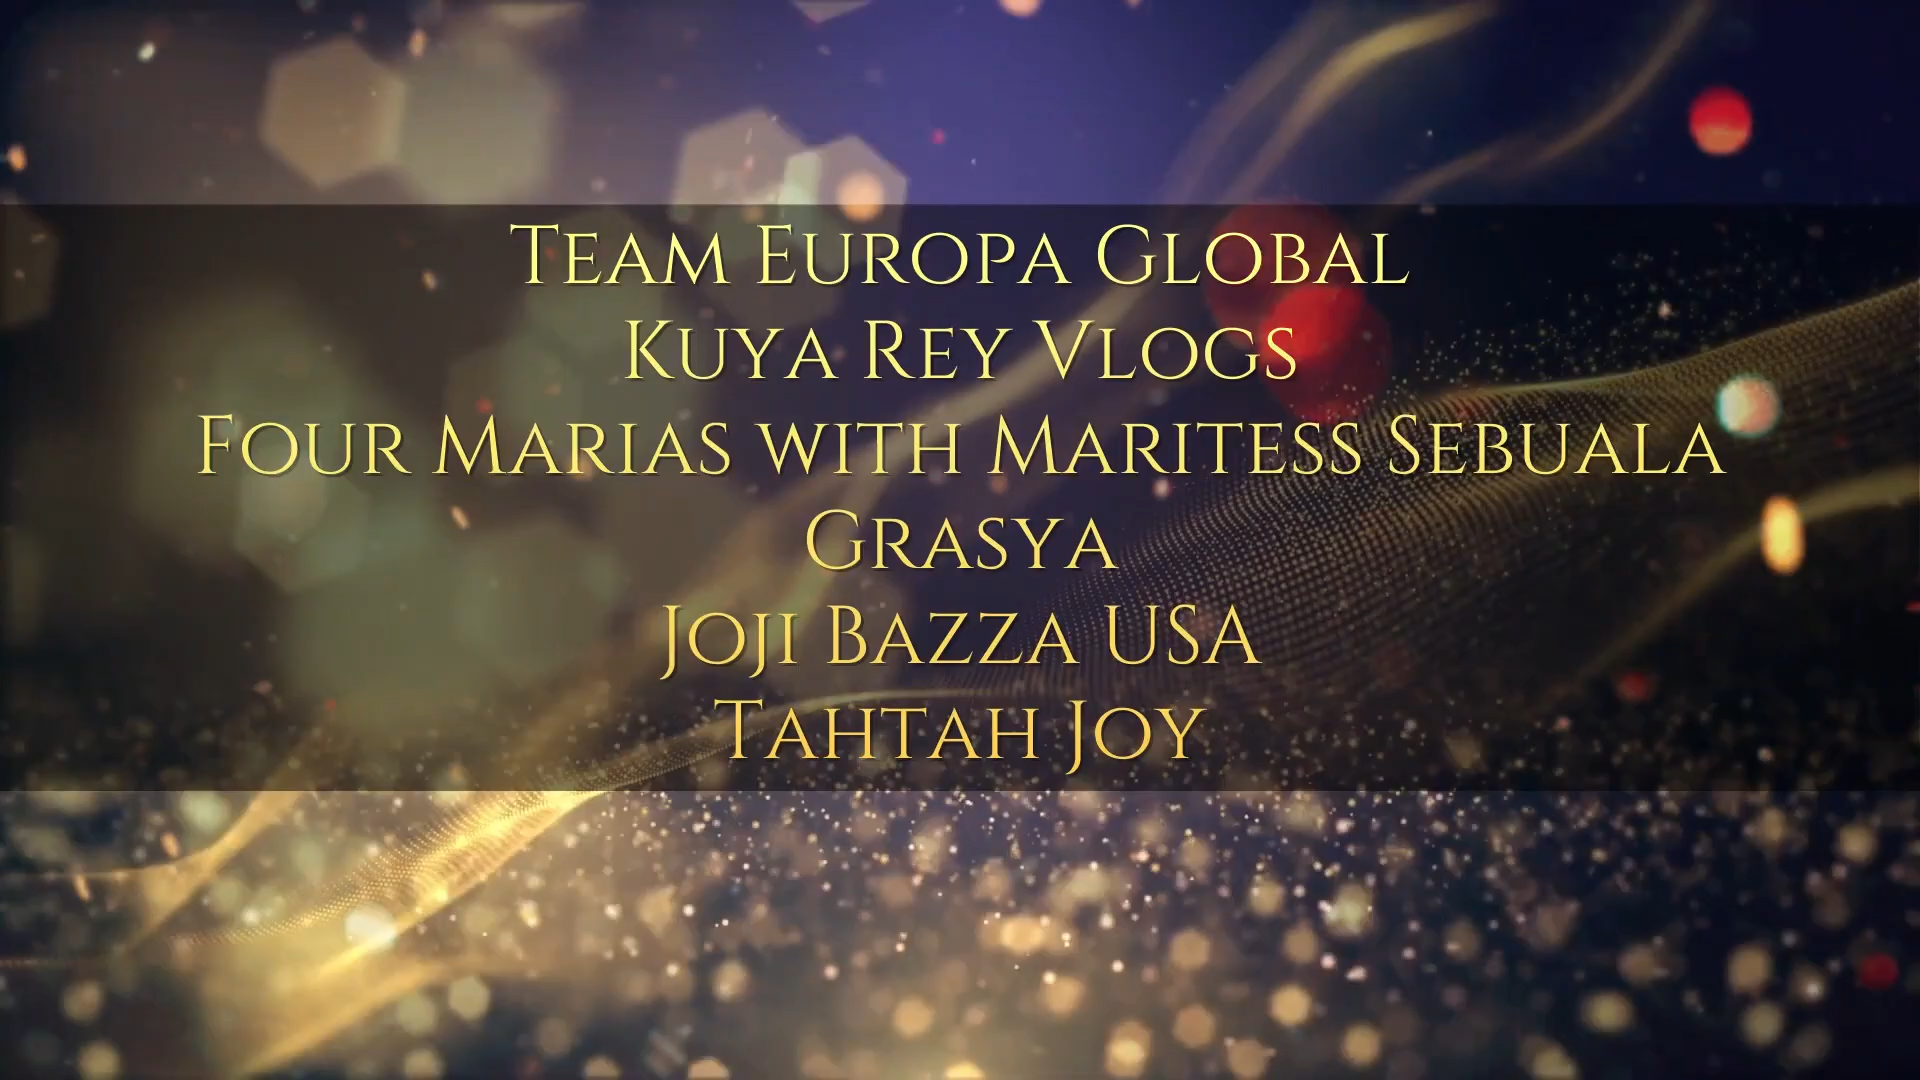 Team Europa Global
Kuya Rey Vlogs
Four Marias with Maritess Sebuala
Grasya
Joji Bazza USA
Tahtah Joy